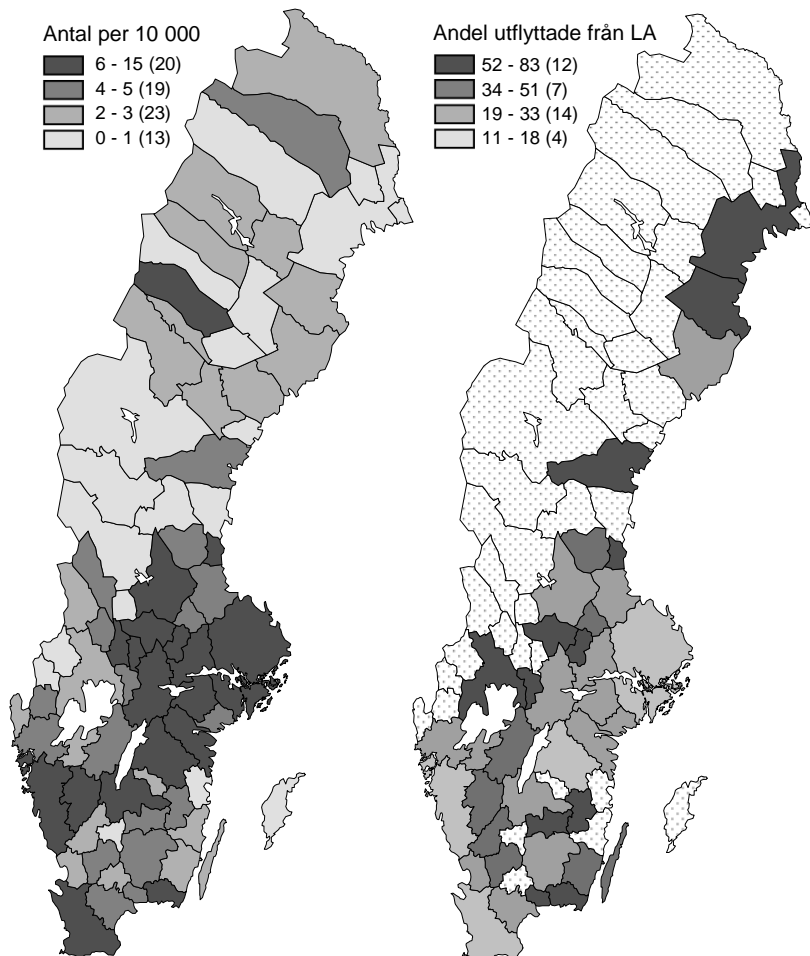 Antal per 10 000
6 - 15 (20)
4 - 5 (19)
2 - 3 (23)
0 - 1 (13)
Andel utflyttade från LA
52 - 83 (12)
34 - 51 (7)
19 - 33 (14)
11 - 18 (4)